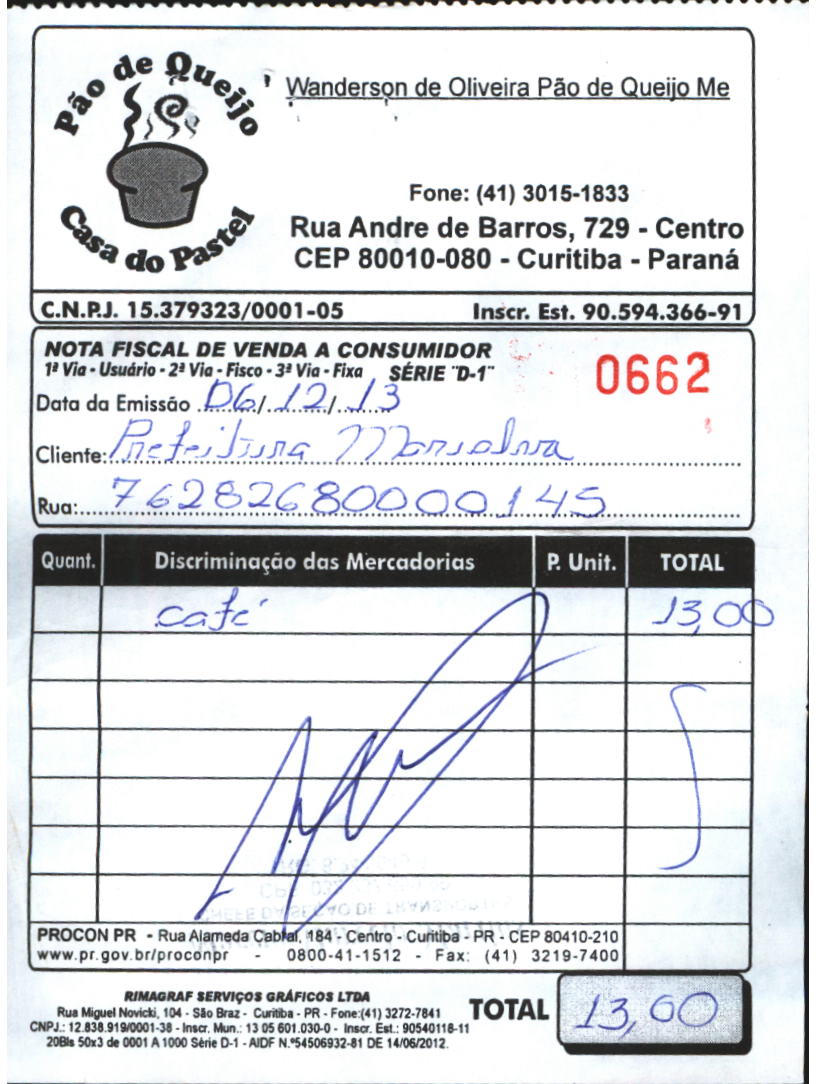 Pão de Queijo
Casa do Pastel
Wanderson de Oliveira Pão de Queijo Me
Fone: (41) 3015-1833
Rua Andre de Barros, 729 - Centro
CEP 80010-080 - Curitiba - Paraná
C.N.P.J. 15.379323/0001-05 Inscr. Est. 90.594.366-91
NOTA FISCAL DE VENDA A CONSUMIDOR
1ª Via - Usuário - 2ª Via - Fisco - 3ª Via - Fixa SÉRIE "D-1" 0662
Data da Emissão 06/12/13
Cliente: Prefeitura Marialva
Rua: 76282680000145
Quant. Discriminação das Mercadorias P. Unit. TOTAL
café 13,00
CHEFE DA SEÇÃO DE TRANSPORTES
PROCON PR - Rua Alameda Cabral, 184 - Centro - Curitiba - PR - CEP 80410-210
www.pr.gov.br/proconpr - 0800-41-1512 - Fax: (41) 3219-7400
RIMAGRAF SERVIÇOS GRÁFICOS LTDA
Rua Miguel Novicki, 104 - São Braz - Curitiba - PR - Fone:(41) 3272-7841
CNPJ.: 12.838.919/0001-38 - Inscr. Mun.: 13 05 601.030-0 - Inscr. Est.: 90540118-11
20Bls 50x3 de 0001 A 1000 Série D-1 - AIDF N.º54506932-81 DE 14/06/2012.
TOTAL 13,00